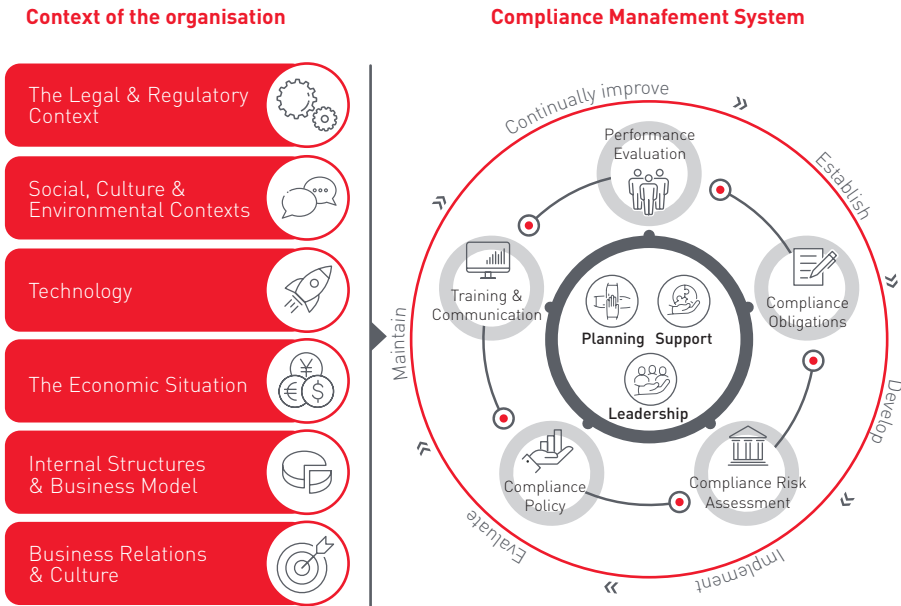 Context of the organisation
The Legal & Regulatory
Context
Social, Culture &
Environmental Contexts
Technology
The Economic Situation
Internal Structures
& Business Model
Business Relations
& Culture
Compliance Manafement System
Continually improve
Establish
Develop
Implement
Evaluate
Maintain
Performance
Evaluation
Compliance
Obligations
Compliance Risk
Assessment
Compliance
Policy
Training &
Communication
Planning Support
Leadership